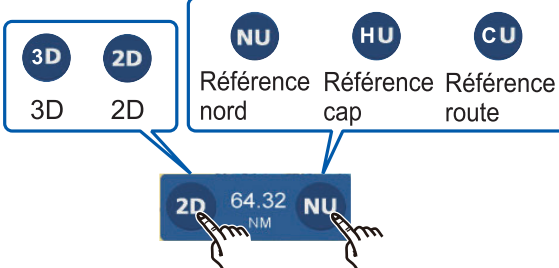 3D 2D
3D 2D
NU HU CU
Référence Référence Référence
nord cap route
2D 64.32 NU
NM